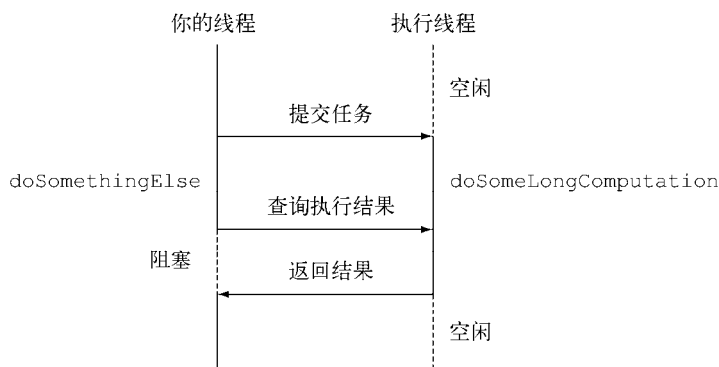 你的线程
执行线程
空闲
提交任务
doSomethingElse
doSomeLongComputation
查询执行结果
阻塞
返回结果
空闲